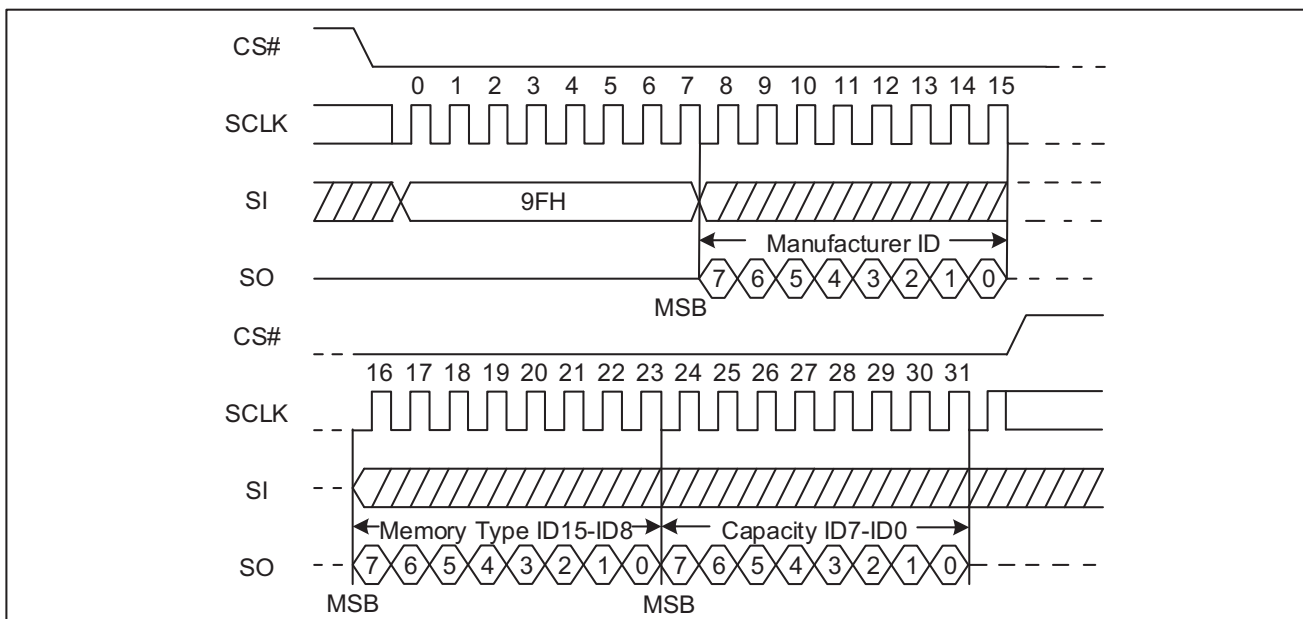 CS#
0 1 2 3 4 5 6 7 8 9 10 11 12 13 14 15
SCLK
SI 9FH
Manufacturer ID
SO 7 6 5 4 3 2 1 0
MSB
CS#
16 17 18 19 20 21 22 23 24 25 26 27 28 29 30 31
SCLK
SI
Memory Type ID15-ID8 Capacity ID7-ID0
SO 7 6 5 4 3 2 1 0 7 6 5 4 3 2 1 0
MSB MSB